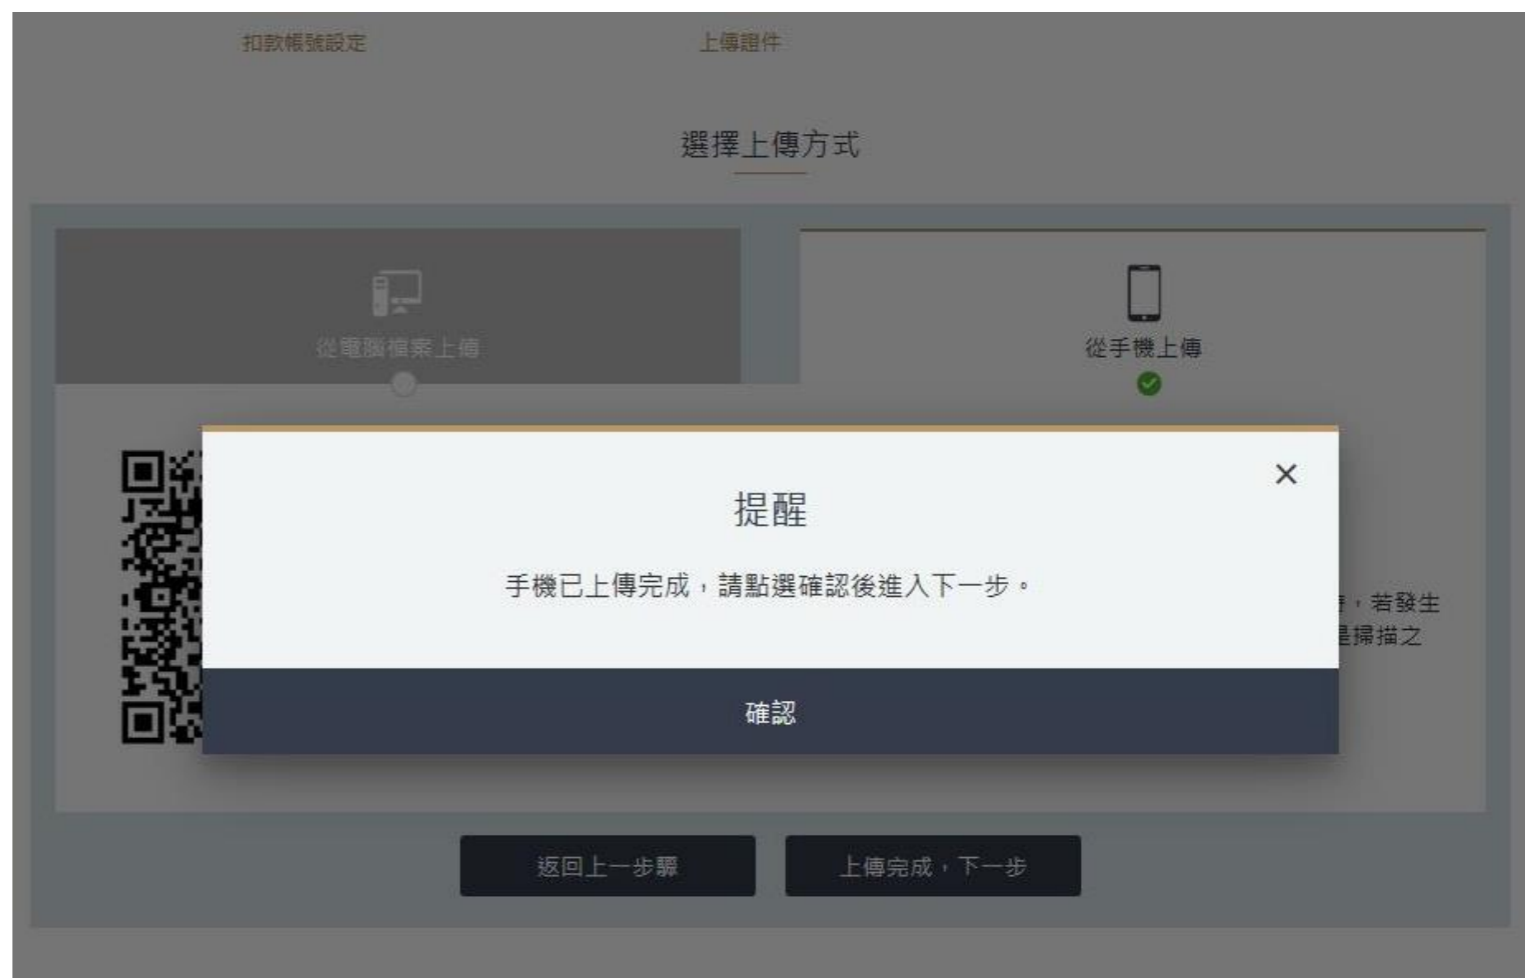 扣款帳號設定
上傳證件
選擇上傳方式
從電腦檔案上傳
從手機上傳
提醒
手機已上傳完成，請點選確認後進入下一步。
，若發生
是掃描之
確認
返回上一步驟
上傳完成，下一步